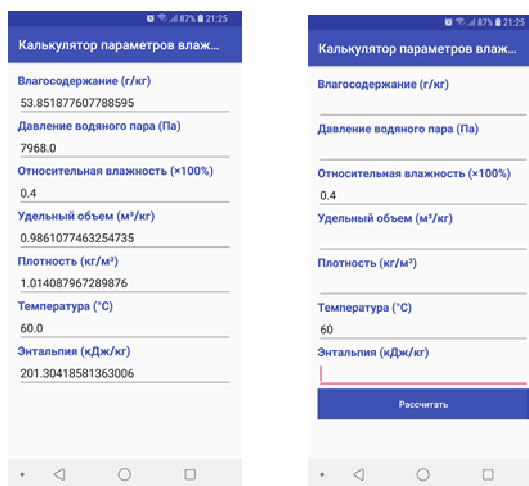 87% 21:25
Калькулятор параметров влаж...
Влагосодержание (г/кг)
53.851877607788595
Давление водяного пара (Па)
7968.0
Относительная влажность (×100%)
0.4
Удельный объем (м³/кг)
0.9861077463254735
Плотность (кг/м³)
1.014087967289876
Температура (°C)
60.0
Энтальпия (кДж/кг)
201.30418581363006
87% 21:25
Калькулятор параметров влаж...
Влагосодержание (г/кг)
Давление водяного пара (Па)
Относительная влажность (×100%)
0.4
Удельный объем (м³/кг)
Плотность (кг/м³)
Температура (°C)
60
Энтальпия (кДж/кг)
Рассчитать